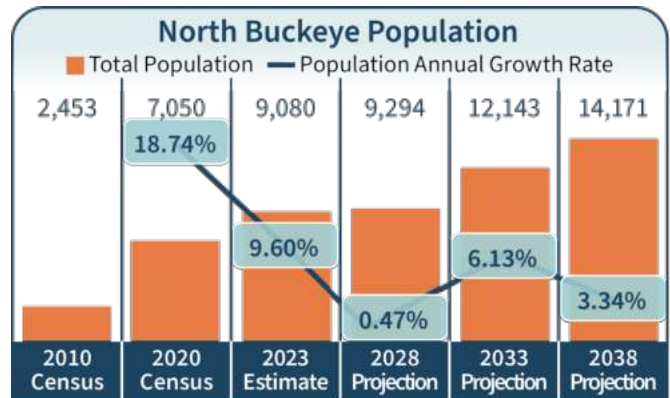 North Buckeye Population
Total Population Population Annual Growth Rate
2,453 7,050 9,080 9,294 12,143 14,171
18.74%
9.60%
6.13%
3.34%
0.47%
2010 2020 2023 2028 2033 2038
Census Census Estimate Projection Projection Projection